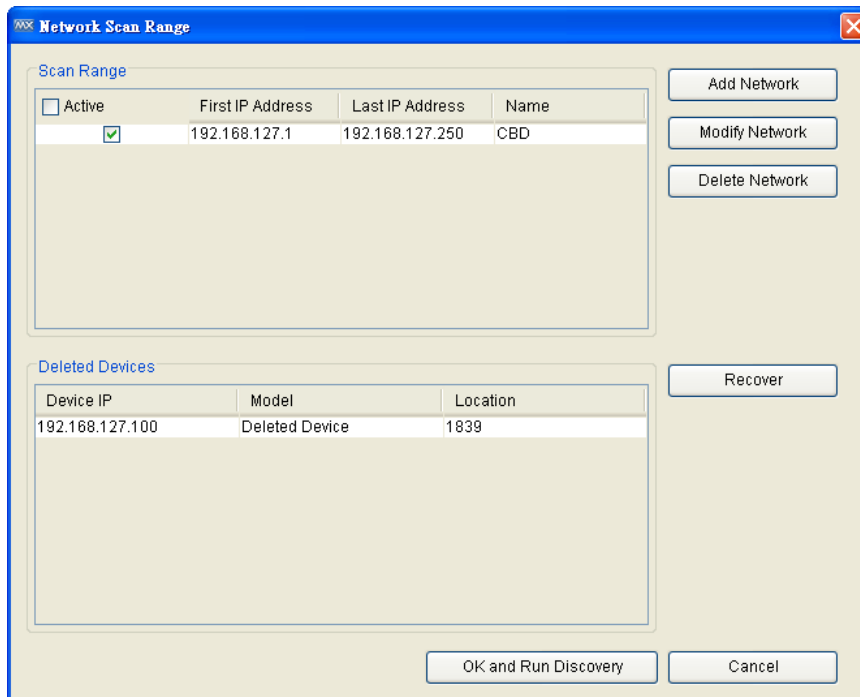 MX Network Scan Range
Scan Range
Active First IP Address Last IP Address Name
192.168.127.1 192.168.127.250 CBD
Add Network
Modify Network
Delete Network
Deleted Devices
Device IP Model Location
192.168.127.100 Deleted Device 1839
Recover
OK and Run Discovery Cancel